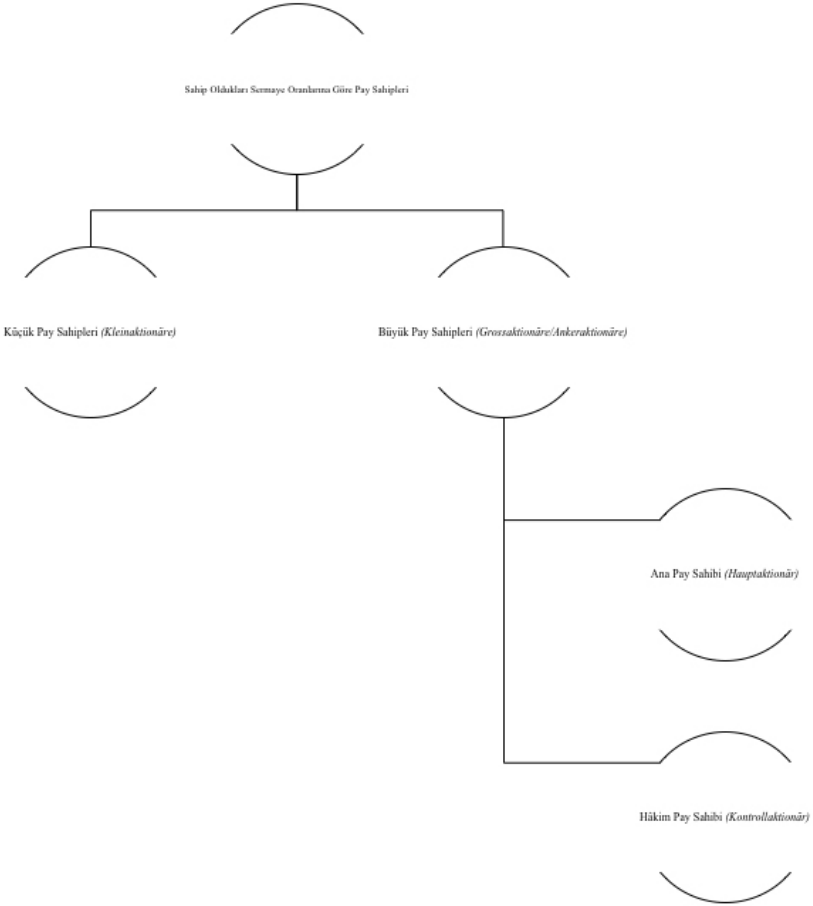 Sahip Oldukları Sermaye Oranlarına Göre Pay Sahipleri
Küçük Pay Sahipleri (Kleinaktionäre)
Büyük Pay Sahipleri (Grossaktionäre/Ankeraktionäre)
Ana Pay Sahibi (Hauptaktionär)
Hâkim Pay Sahibi (Kontrollaktionär)